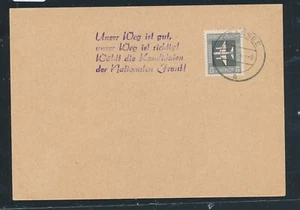 Unser Weg ist gut,
unser Weg ist richtig!
Wählt die Kandidaten
der Nationalen Front!